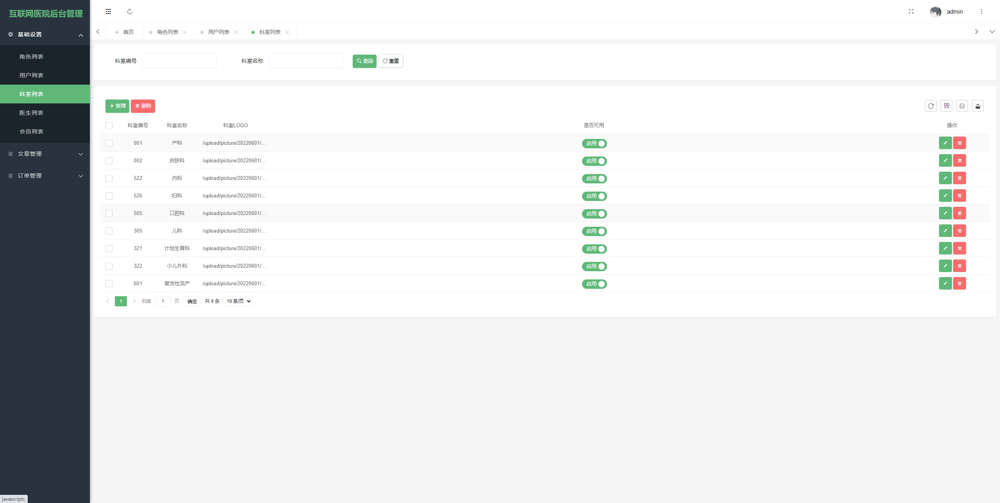 互联网医院后台管理
admin
基础设置
角色列表
用户列表
科室列表
医生列表
会员列表
文章管理
订单管理
首页 角色列表 用户列表 科室列表
科室编号 科室名称 查询 重置
新增 删除
科室编号 科室名称 科室LOGO 是否可用 操作
001 产科 /upload/picture/20220601/... 启用
002 皮肤科 /upload/picture/20220601/... 启用
522 内科 /upload/picture/20220601/... 启用
526 妇科 /upload/picture/20220601/... 启用
505 口腔科 /upload/picture/20220601/... 启用
305 儿科 /upload/picture/20220601/... 启用
321 计划生育科 /upload/picture/20220601/... 启用
322 小儿外科 /upload/picture/20220601/... 启用
601 复发性流产 /upload/picture/20220601/... 启用
1 到第 1 页 确定 共 9 条 10 条/页
javascript:;